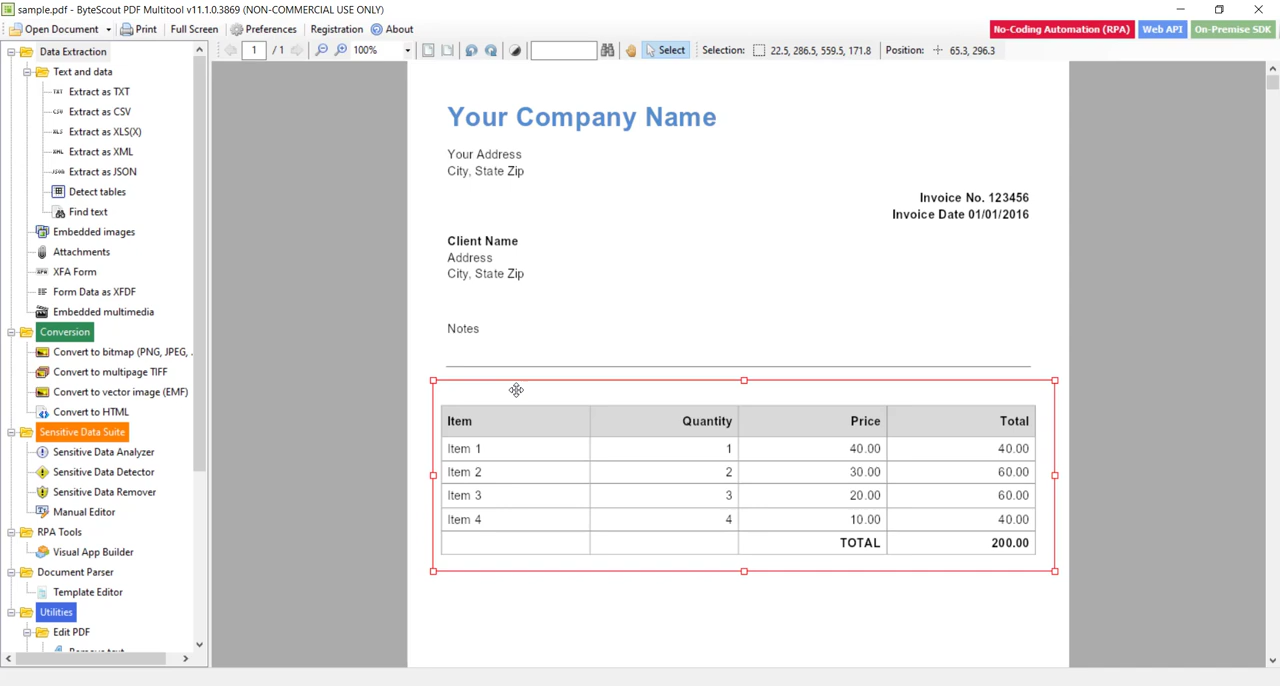 sample.pdf - ByteScout PDF Multitool v11.1.0.3869 (NON-COMMERCIAL USE ONLY)
Open Document Print Full Screen Preferences Registration About
No-Coding Automation (RPA) Web API On-Premise SDK
1 / 1 100% Select Selection: 22.5, 286.5, 559.5, 171.8 Position: 65.3, 296.3
Data Extraction
Text and data
TXT Extract as TXT
CSV Extract as CSV
XLS Extract as XLS(X)
XML Extract as XML
JSON Extract as JSON
Detect tables
Find text
Embedded images
Attachments
XFA XFA Form
Form Data as XFDF
Embedded multimedia
Conversion
Convert to bitmap (PNG, JPEG, .
Convert to multipage TIFF
Convert to vector image (EMF)
Convert to HTML
Sensitive Data Suite
Sensitive Data Analyzer
Sensitive Data Detector
Sensitive Data Remover
Manual Editor
RPA Tools
Visual App Builder
Document Parser
Template Editor
Utilities
Edit PDF
Remove text
Your Company Name
Your Address
City, State Zip
Invoice No. 123456
Invoice Date 01/01/2016
Client Name
Address
City, State Zip
Notes
Item Quantity Price Total
Item 1 1 40.00 40.00
Item 2 2 30.00 60.00
Item 3 3 20.00 60.00
Item 4 4 10.00 40.00
TOTAL 200.00